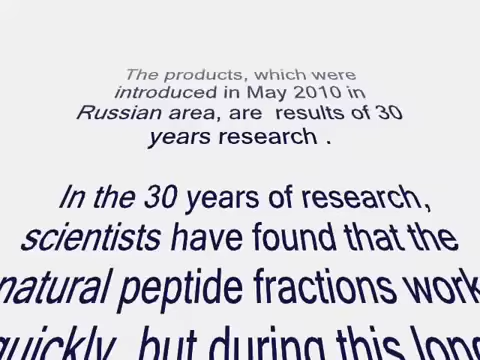 The products, which were
introduced in May 2010 in
Russian area, are results of 30
years research .
In the 30 years of research,
scientists have found that the
natural peptide fractions work
quickly, but during this long